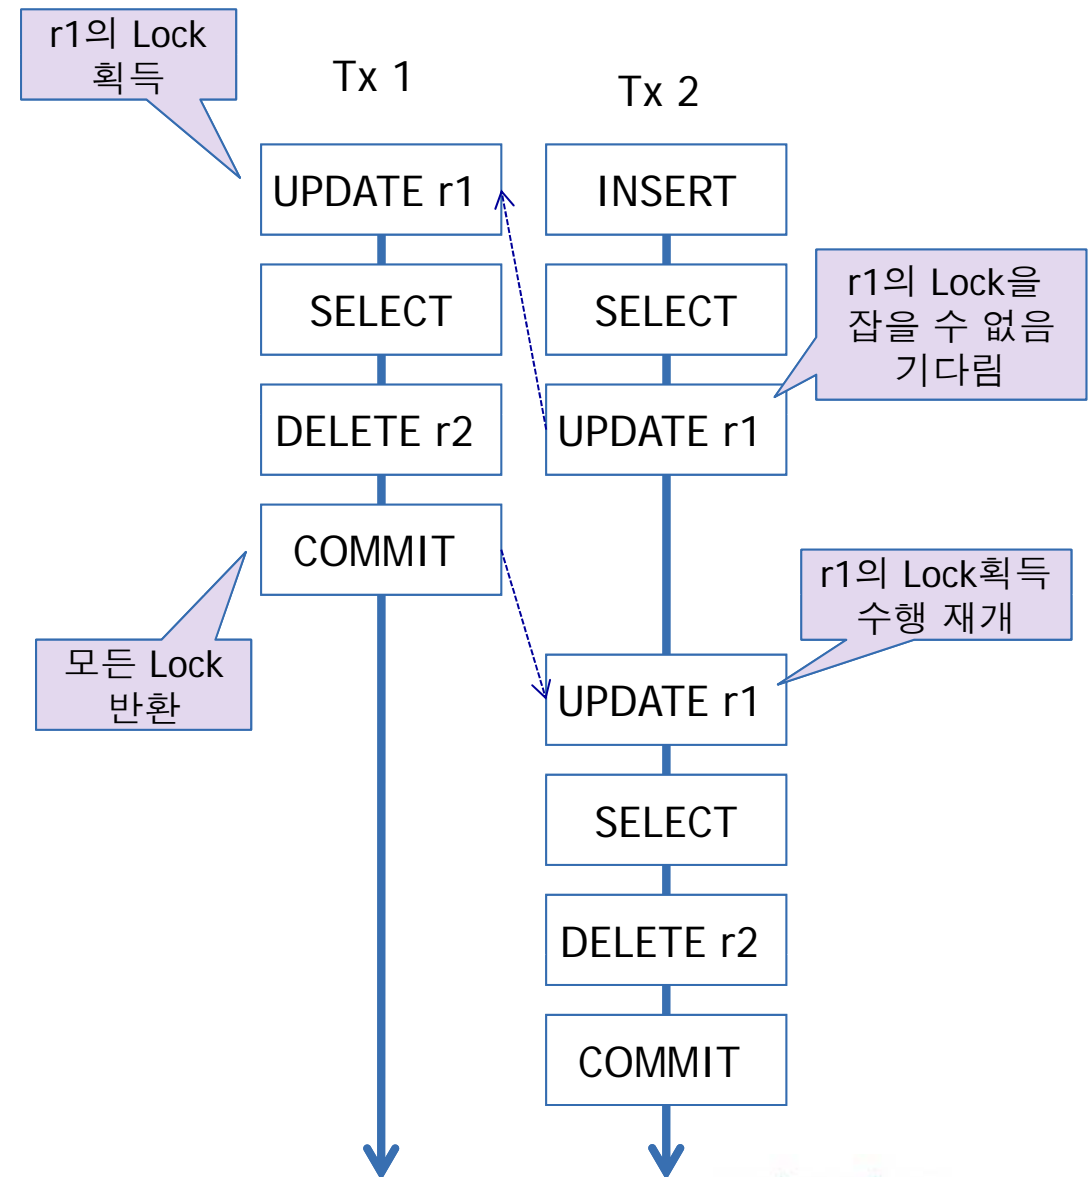 r1의 Lock
획득
Tx 1
Tx 2
UPDATE r1
INSERT
SELECT
SELECT
r1의 Lock을
잡을 수 없음
기다림
DELETE r2
UPDATE r1
COMMIT
r1의 Lock획득
수행 재개
모든 Lock
반환
UPDATE r1
SELECT
DELETE r2
COMMIT